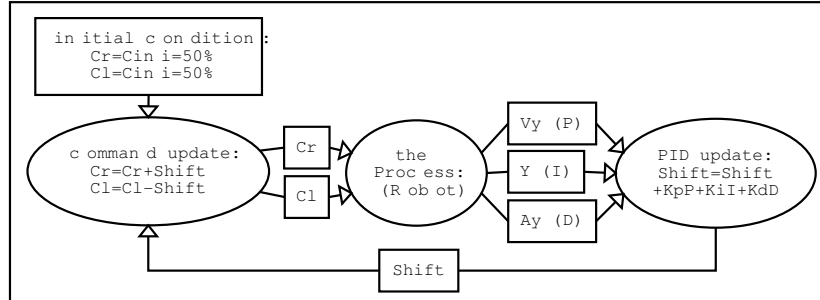 initial condition:
Cr=Cini=50%
Cl=Cini=50%
command update:
Cr=Cr+Shift
Cl=Cl-Shift
Cr
Cl
the
Process:
(Robot)
Vy (P)
Y (I)
Ay (D)
PID update:
Shift=Shift
+KpP+KiI+KdD
Shift